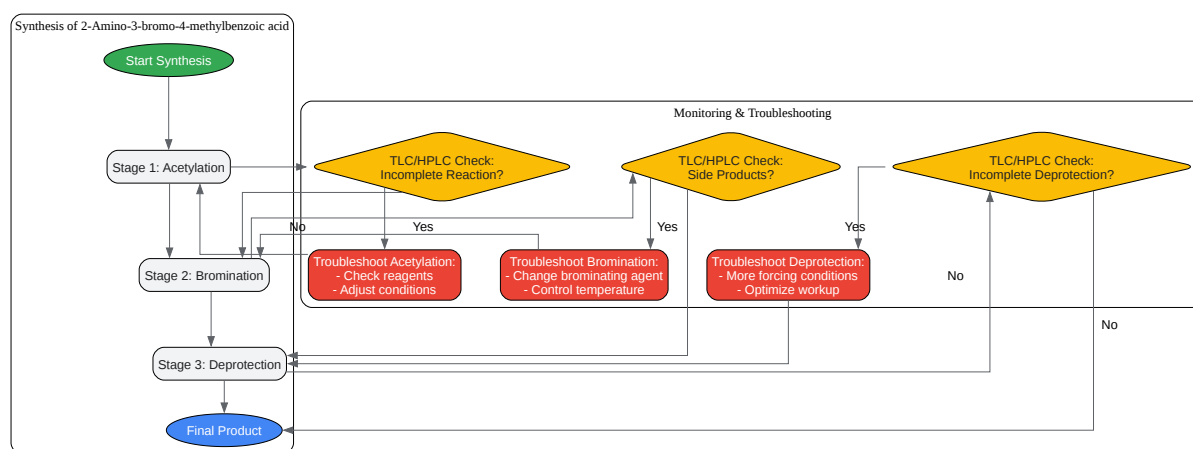 Synthesis of 2-Amino-3-bromo-4-methylbenzoic acid
Start Synthesis
Monitoring & Troubleshooting
Stage 1: Acetylation
TLC/HPLC Check:
Incomplete Reaction?
TLC/HPLC Check:
Side Products?
TLC/HPLC Check:
Incomplete Deprotection?
No
Yes
Yes
Yes
Stage 2: Bromination
Troubleshoot Acetylation:
- Check reagents
- Adjust conditions
Troubleshoot Bromination:
- Change brominating agent
- Control temperature
Troubleshoot Deprotection:
- More forcing conditions
- Optimize workup
No
No
Stage 3: Deprotection
Final Product